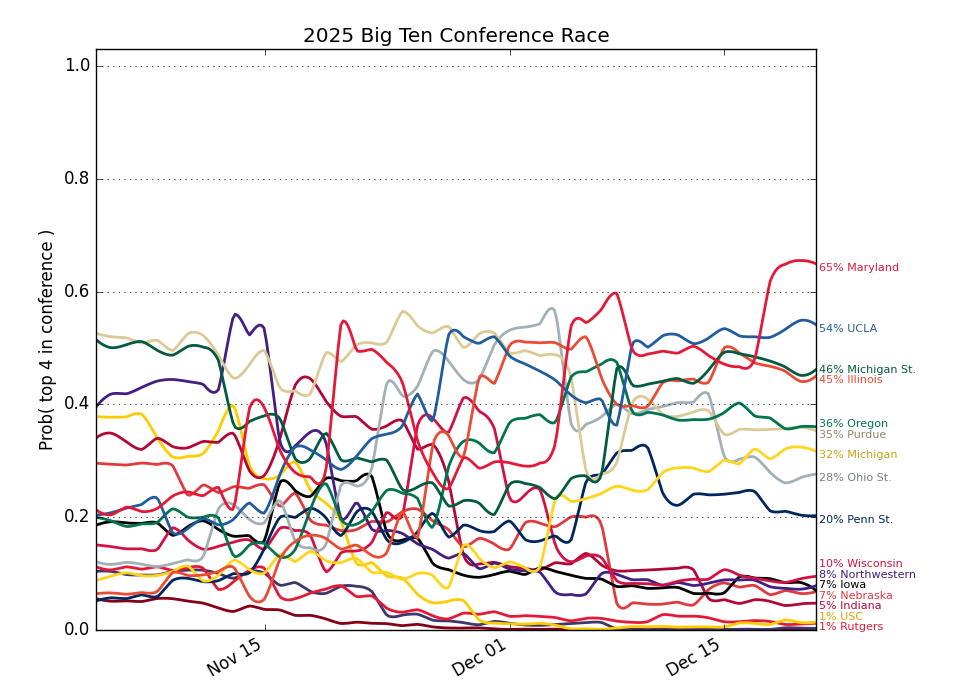 2025 Big Ten Conference Race
Prob( top 4 in conference )
1.0
0.8
0.6
0.4
0.2
0.0
Nov 15
Dec 01
Dec 15
65% Maryland
54% UCLA
46% Michigan St.
45% Illinois
36% Oregon
35% Purdue
32% Michigan
28% Ohio St.
20% Penn St.
10% Wisconsin
8% Northwestern
7% Iowa
7% Nebraska
5% Indiana
1% USC
1% Rutgers